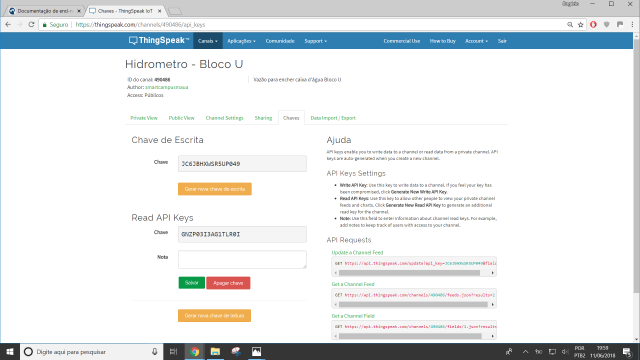 Documentação de end-
Chaves - ThingSpeak IoT
Seguro
https://thingspeak.com/channels/490486/api_keys
ThingSpeak™
Canais
Aplicações
Comunidade
Support
Commercial Use
How to Buy
Account
Sair
Hidrometro - Bloco U
ID do canal: 490486
Author: smartcampusmaua
Access: Públicos
Vazão para encher caixa d'água Bloco U
Private View
Public View
Channel Settings
Sharing
Chaves
Data Import / Export
Chave de Escrita
Chave
JC6JBHXWSR5UP049
Gerar nova chave de escrita
Read API Keys
Chave
GNZP03I3AG1TLR0I
Nota
Salvar
Apagar chave
Gerar nova chave de leitura
Ajuda
API keys enable you to write data to a channel or read data from a private channel. API
keys are auto-generated when you create a new channel.
API Keys Settings
Write API Key: Use this key to write data to a channel. If you feel your key has
been compromised, click Generate New Write API Key.
Read API Keys: Use this key to allow other people to view your private channel
feeds and charts. Click Generate New Read API Key to generate an additional
read key for the channel.
Note: Use this field to enter information about channel read keys. For example,
add notes to keep track of users with access to your channel.
API Requests
Update a Channel Feed
GET https://api.thingspeak.com/update?api_key=JC6JBHXWSR5UP049&field
Get a Channel Feed
GET https://api.thingspeak.com/channels/490486/feeds.json?results=2
Get a Channel Field
GET https://api.thingspeak.com/channels/490486/fields/1.json?results
Digite aqui para pesquisar
POR
PTB2
19:59
11/06/2018